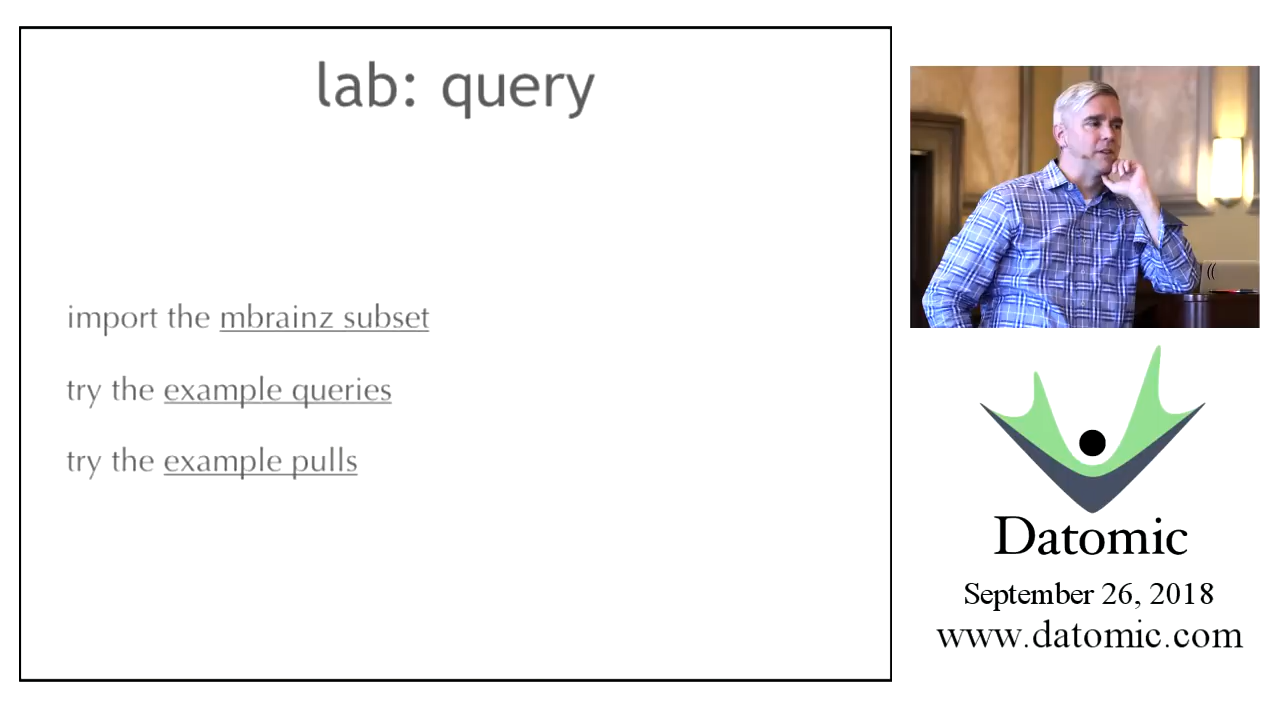 lab: query
import the mbrainz subset
try the example queries
try the example pulls
Datomic
September 26, 2018
www.datomic.com